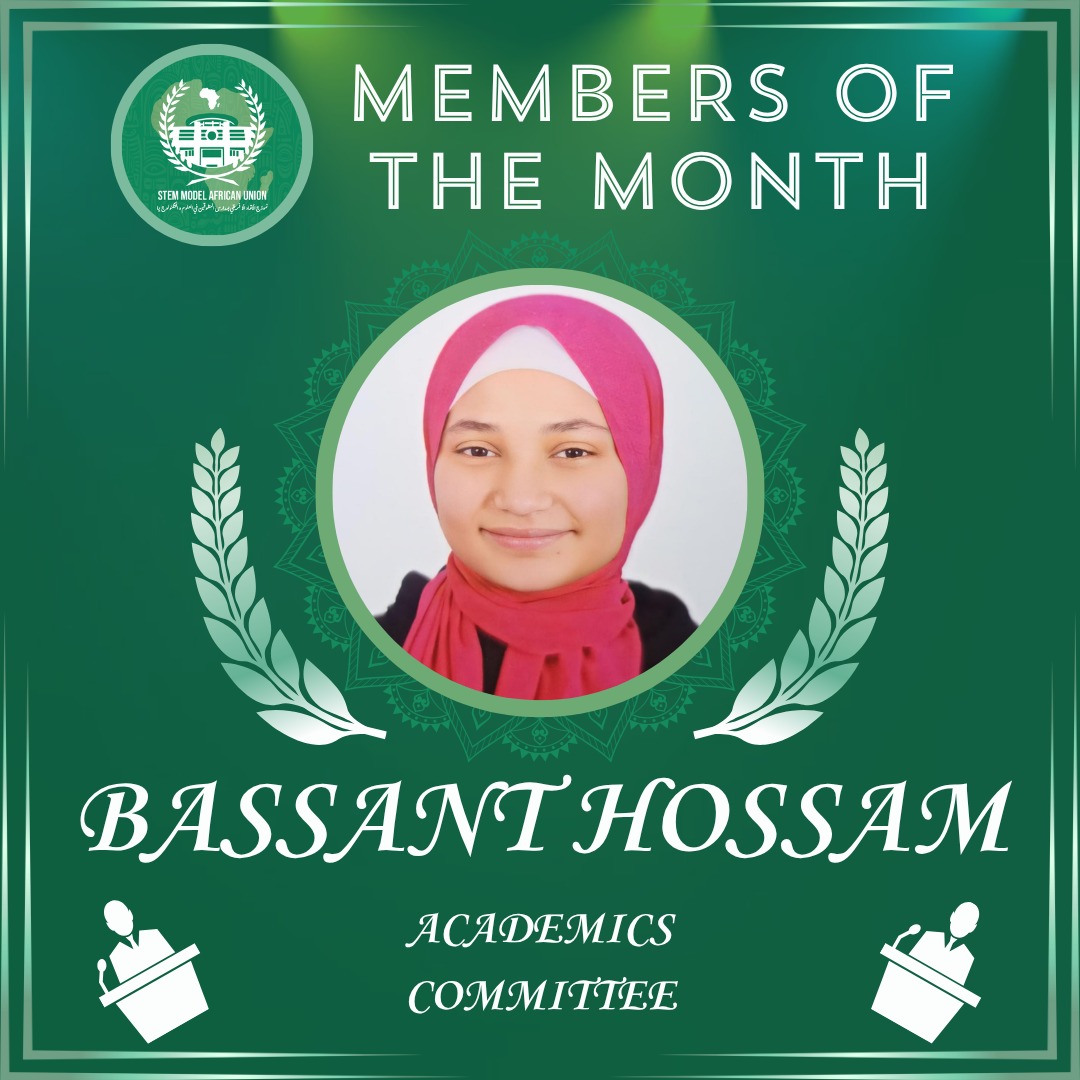 MEMBERS OF
THE MONTH
STEM MODEL AFRICAN UNION
BASSANT HOSSAM
ACADEMICS
COMMITTEE